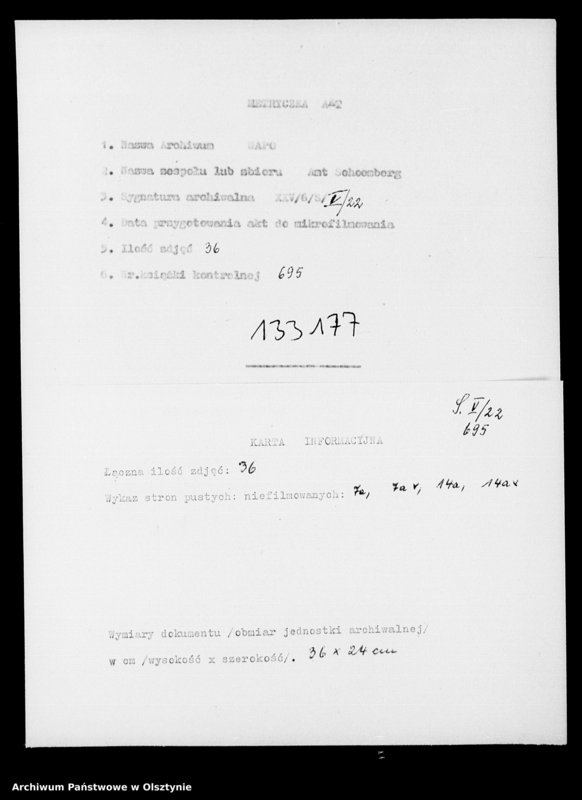 METRYCZKA AKT
1. Nazwa Archiwum WAPO
2. Nazwa zespołu lub zbioru Amt Schoenberg
3. Sygnatura archiwalna XXV/6/S/ V/22
4. Data przygotowania akt do mikrofilmowania
5. Ilość zdjęć 36
6. Nr.książki kontrolnej 695
133177
S. V/22
695
KARTA INFORMACYJNA
Łączna ilość zdjęć: 36
Wykaz stron pustych: niefilmowanych: 7a, 7a v, 14a, 14a v
Wymiary dokumentu /obmiar jednostki archiwalnej/
w cm /wysokość x szerokość/. 36 x 24 cm
Archiwum Państwowe w Olsztynie